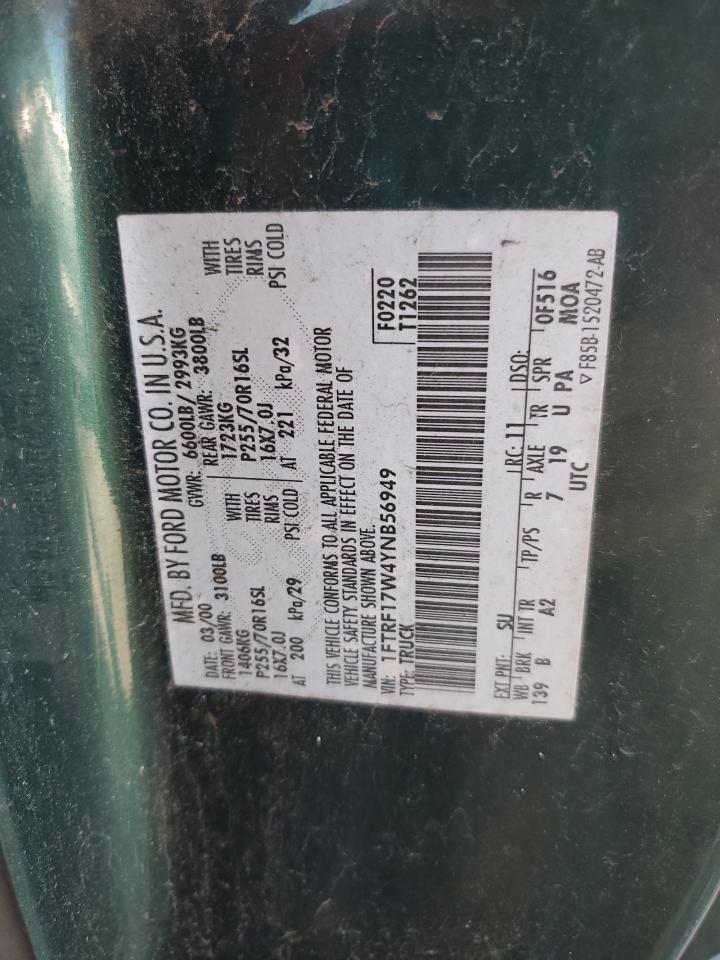 MFD. BY FORD MOTOR CO. IN U.S.A.
DATE: 03/00 GVWR: 6600LB/ 2993KG
FRONT GAWR: 3100LB REAR GAWR: 3800LB
1406KG WITH 1723KG WITH
P255/70R16SL TIRES P255/70R16SL TIRES
16X7.0J RIMS 16X7.0J RIMS
AT 200 kPa/29 PSI COLD AT 221 kPa/32 PSI COLD
THIS VEHICLE CONFORMS TO ALL APPLICABLE FEDERAL MOTOR
VEHICLE SAFETY STANDARDS IN EFFECT ON THE DATE OF
MANUFACTURE SHOWN ABOVE.
VIN: 1FTRF17W4YNB56949 F0220
TYPE: TRUCK T1262
EXT PNT: SU RC: 11 DSO:
WB BRK INT TR TP/PS R AXLE TR SPR 0F516
139 B A2 7 19 U PA MOA
UTC ▽ F85B-1520472-AB